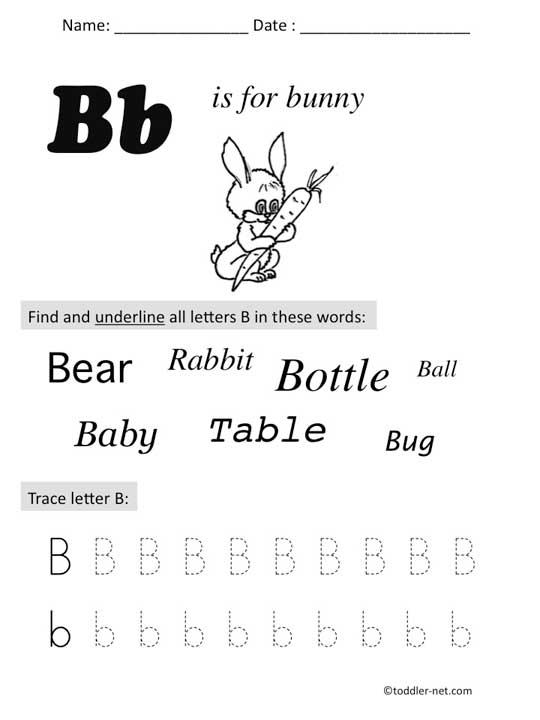 Name: _______________ Date : ___________________
Bb
is for bunny
Find and underline all letters B in these words:
Bear Rabbit Bottle Ball
Baby Table Bug
Trace letter B:
B B B B B B B B B B
b b b b b b b b b b
©toddler-net.com